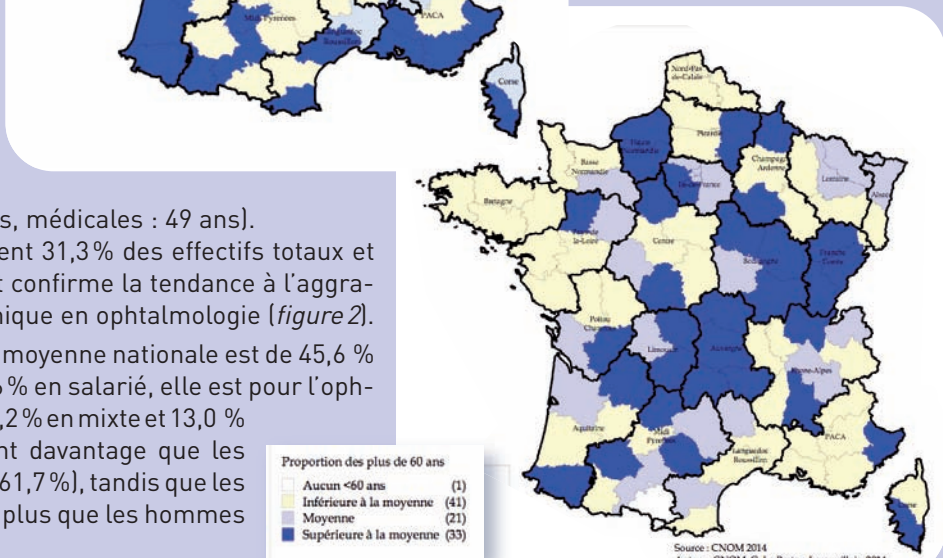 Midi-Pyrénées
Languedoc
Roussillon
PACA
Corse
s, médicales : 49 ans).
ent 31,3 % des effectifs totaux et
t confirme la tendance à l'aggra-
nique en ophtalmologie (figure 2).
moyenne nationale est de 45,6 %
% en salarié, elle est pour l'oph-
,2 % en mixte et 13,0 %
nt davantage que les
61,7 %), tandis que les
plus que les hommes
Proportion des plus de 60 ans
Aucun <60 ans (1)
Inférieure à la moyenne (41)
Moyenne (21)
Supérieure à la moyenne (33)
Nord-Pas
de-Calais
Picardie
Haute
Normandie
Basse
Normandie
Ile-de-France
Champagne
Ardenne
Lorraine
Alsace
Bretagne
Pays-de
la-Loire
Centre
Bourgogne
Franche
Comté
Poitou
Charentes
Limousin
Auvergne
Rhône-Alpes
Aquitaine
Midi
Pyrénées
Languedoc
Roussillon
PACA
Corse
Source : CNOM 2014